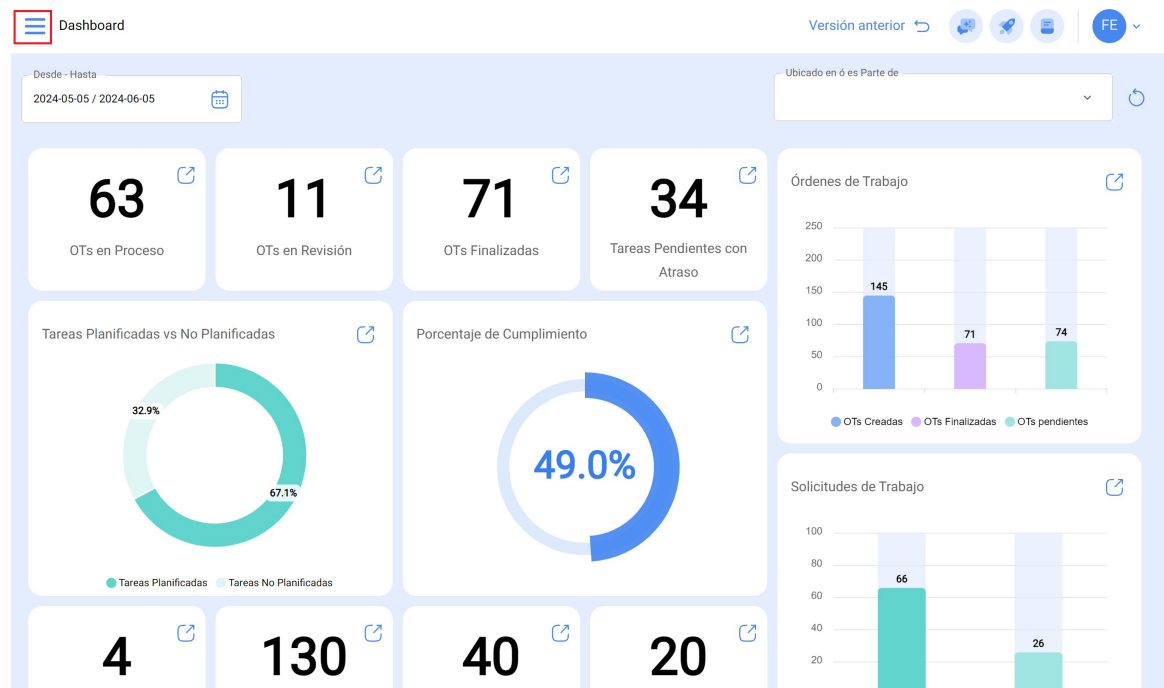 Dashboard
Versión anterior
FE
Desde - Hasta
2024-05-05 / 2024-06-05
Ubicado en ó es Parte de
63
OTs en Proceso
11
OTs en Revisión
71
OTs Finalizadas
34
Tareas Pendientes con
Atraso
Órdenes de Trabajo
250
200
150
100
50
0
145
71
74
OTs Creadas
OTs Finalizadas
OTs pendientes
Tareas Planificadas vs No Planificadas
32.9%
67.1%
Tareas Planificadas
Tareas No Planificadas
Porcentaje de Cumplimiento
49.0%
Solicitudes de Trabajo
100
80
60
40
20
66
26
4
130
40
20